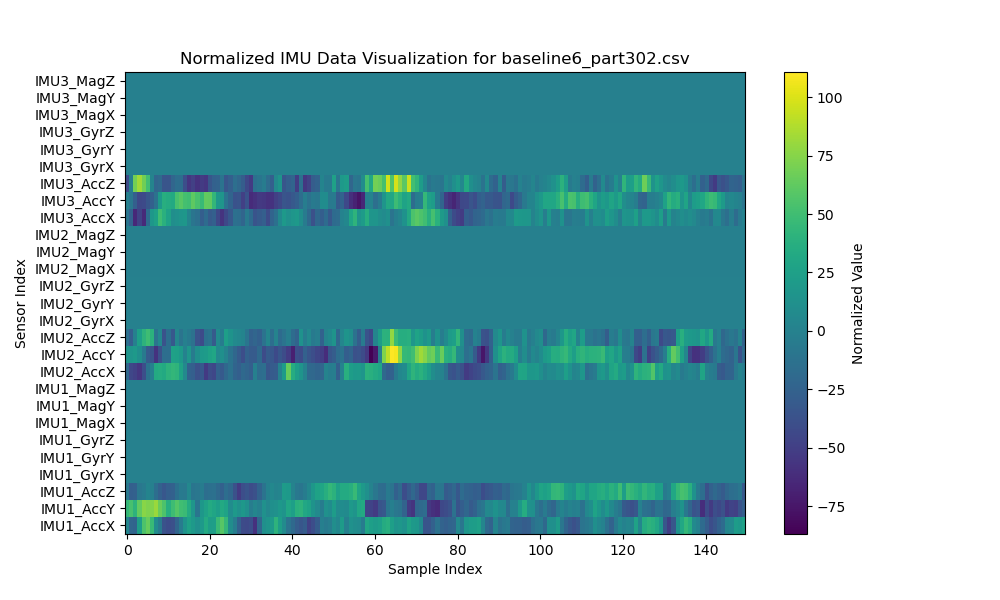 Normalized IMU Data Visualization for baseline6_part302.csv
IMU3_MagZ
IMU3_MagY
IMU3_MagX
IMU3_GyrZ
IMU3_GyrY
IMU3_GyrX
IMU3_AccZ
IMU3_AccY
IMU3_AccX
IMU2_MagZ
IMU2_MagY
IMU2_MagX
IMU2_GyrZ
IMU2_GyrY
IMU2_GyrX
IMU2_AccZ
IMU2_AccY
IMU2_AccX
IMU1_MagZ
IMU1_MagY
IMU1_MagX
IMU1_GyrZ
IMU1_GyrY
IMU1_GyrX
IMU1_AccZ
IMU1_AccY
IMU1_AccX
Sensor Index
0 20 40 60 80 100 120 140
Sample Index
100
75
50
25
0
−25
−50
−75
Normalized Value